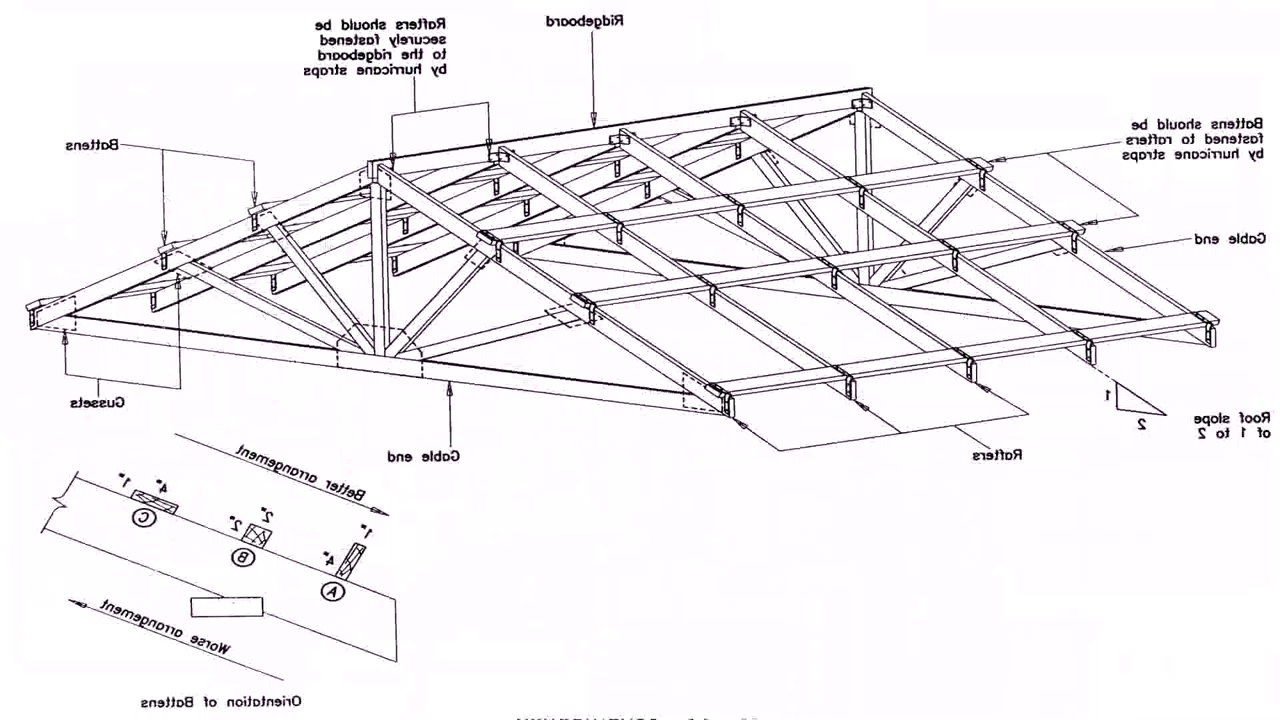 Rafters should be
securely fastened
to the ridgeboard
by hurricane straps
Ridgeboard
Battens
Battens should be
fastened to rafters
by hurricane straps
Gable end
Gussets
Gable end
Rafters
1
2
Roof slope
of 1 to 2
Better arrangement
1"
4"
C
2"
2"
B
1"
4"
A
Worse arrangement
Orientation of Battens